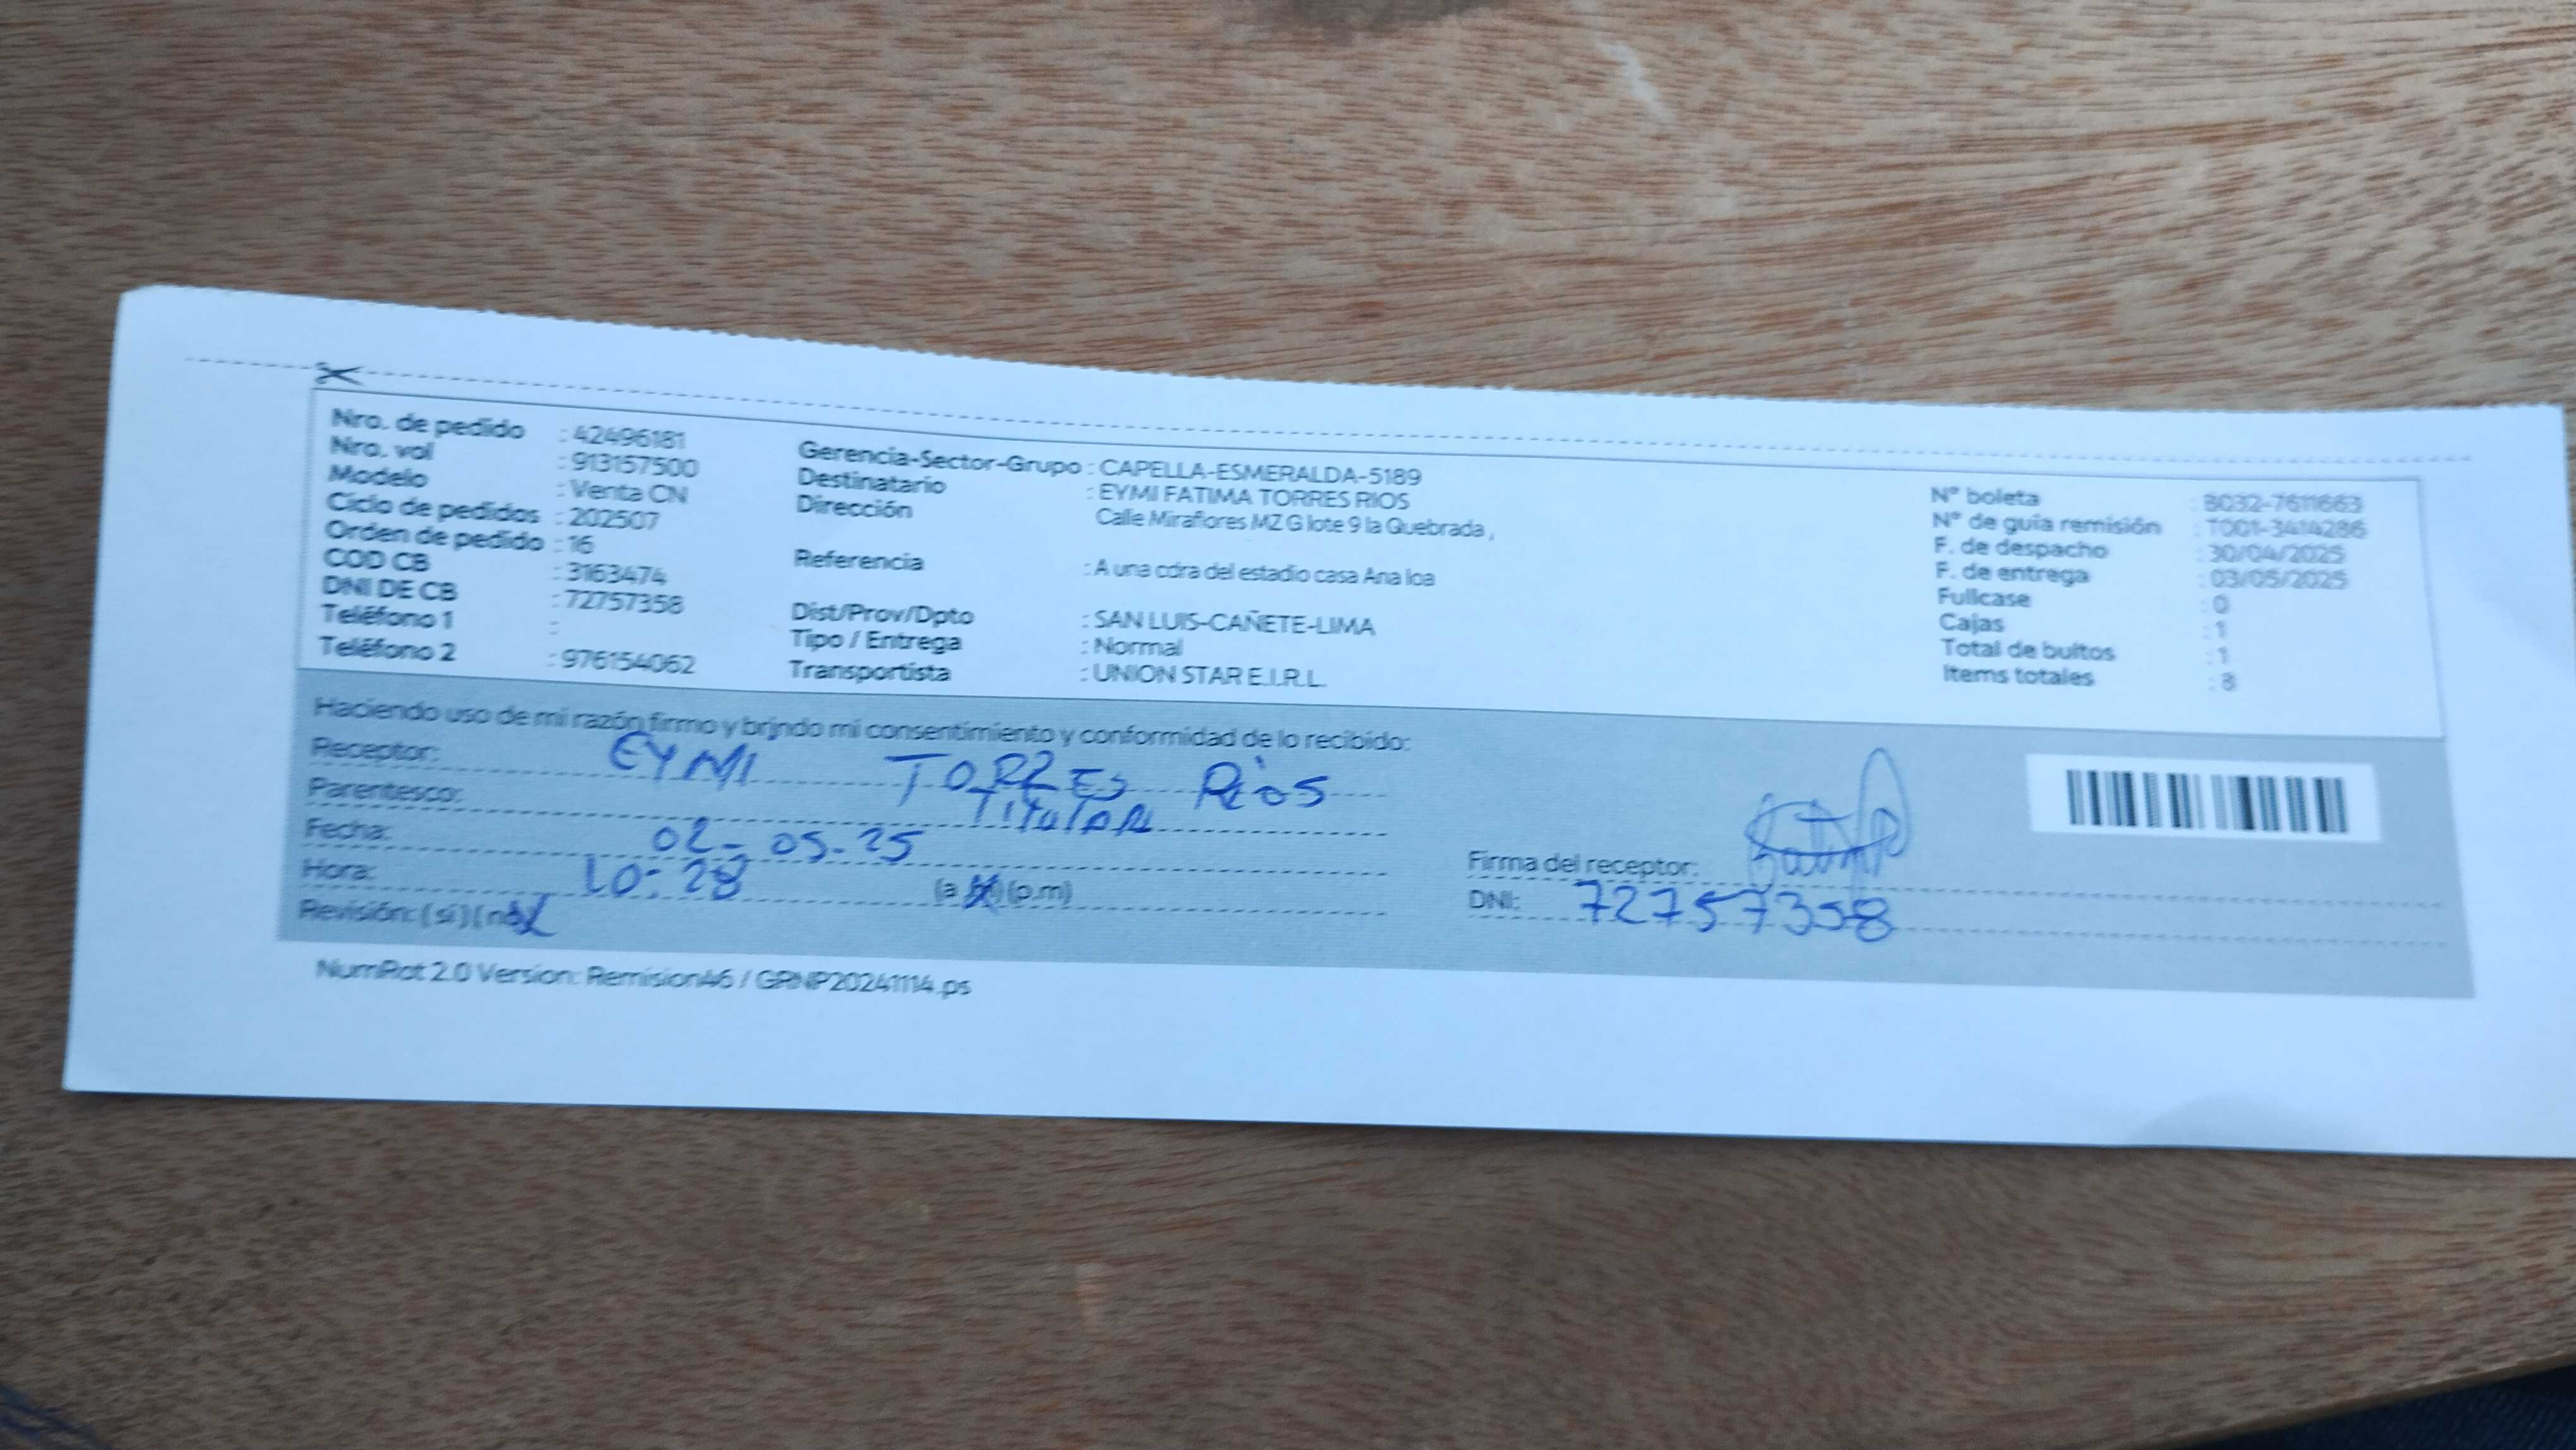 Nro. de pedido : 42496181
Nro. vol : 913157500
Modelo : Venta CN
Ciclo de pedidos : 202507
Orden de pedido : 16
COD CB : 3163474
DNI DE CB : 72757358
Teléfono 1 :
Teléfono 2 : 976154062
Gerencia-Sector-Grupo : CAPELLA-ESMERALDA-5189
Destinatario : EYMI FATIMA TORRES RIOS
Dirección Calle Miraflores MZ G lote 9 la Quebrada ,
Referencia : A una cdra del estadio casa Ana loa
Dist/Prov/Dpto : SAN LUIS-CAÑETE-LIMA
Tipo / Entrega : Normal
Transportista : UNION STAR E.I.R.L.
N° boleta : B032-7611663
N° de guía remisión : T001-3414286
F. de despacho : 30/04/2025
F. de entrega : 03/05/2025
Fullcase : 0
Cajas : 1
Total de bultos : 1
Items totales : 8
Haciendo uso de mi razón firmo y brindo mi consentimiento y conformidad de lo recibido:
Receptor: EYMI TORRES Rios
Parentesco: TITULAR
Fecha: 02-05-25
Hora: 10:28 (a.m) (p.m)
Revisión: (si) (no)
Firma del receptor:
DNI: 72757358
NumRot 2.0 Version: Remision46 / GRNP20241114.ps